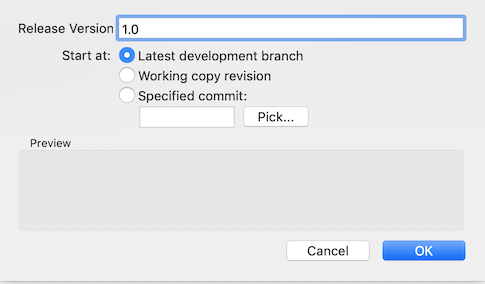 Release Version 1.0
Start at: Latest development branch
Working copy revision
Specified commit:
Pick...
Preview
Cancel OK